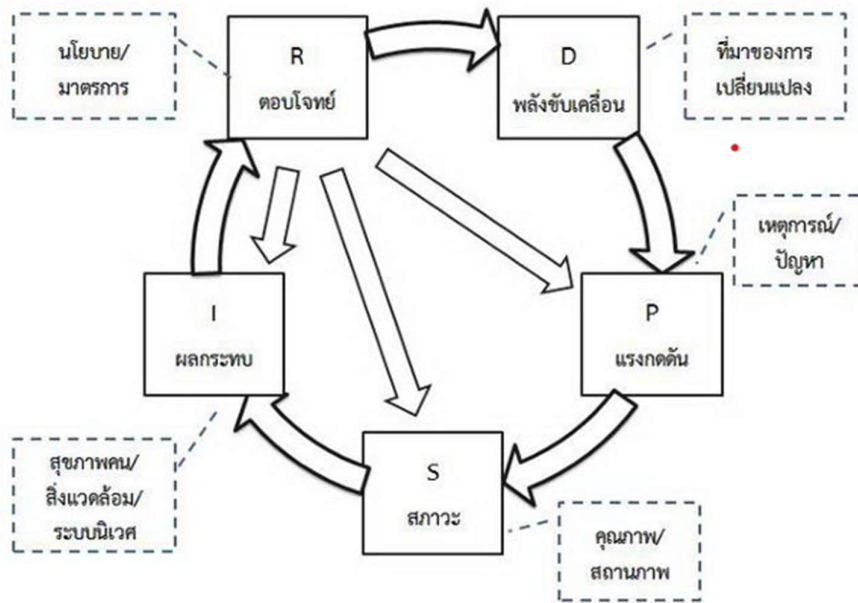 นโยบาย/
มาตรการ
R
ตอบโจทย์
D
พลังขับเคลื่อน
ที่มาของการ
เปลี่ยนแปลง
เหตุการณ์/
ปัญหา
I
ผลกระทบ
P
แรงกดดัน
สุขภาพคน/
สิ่งแวดล้อม/
ระบบนิเวศ
S
สภาวะ
คุณภาพ/
สถานภาพ